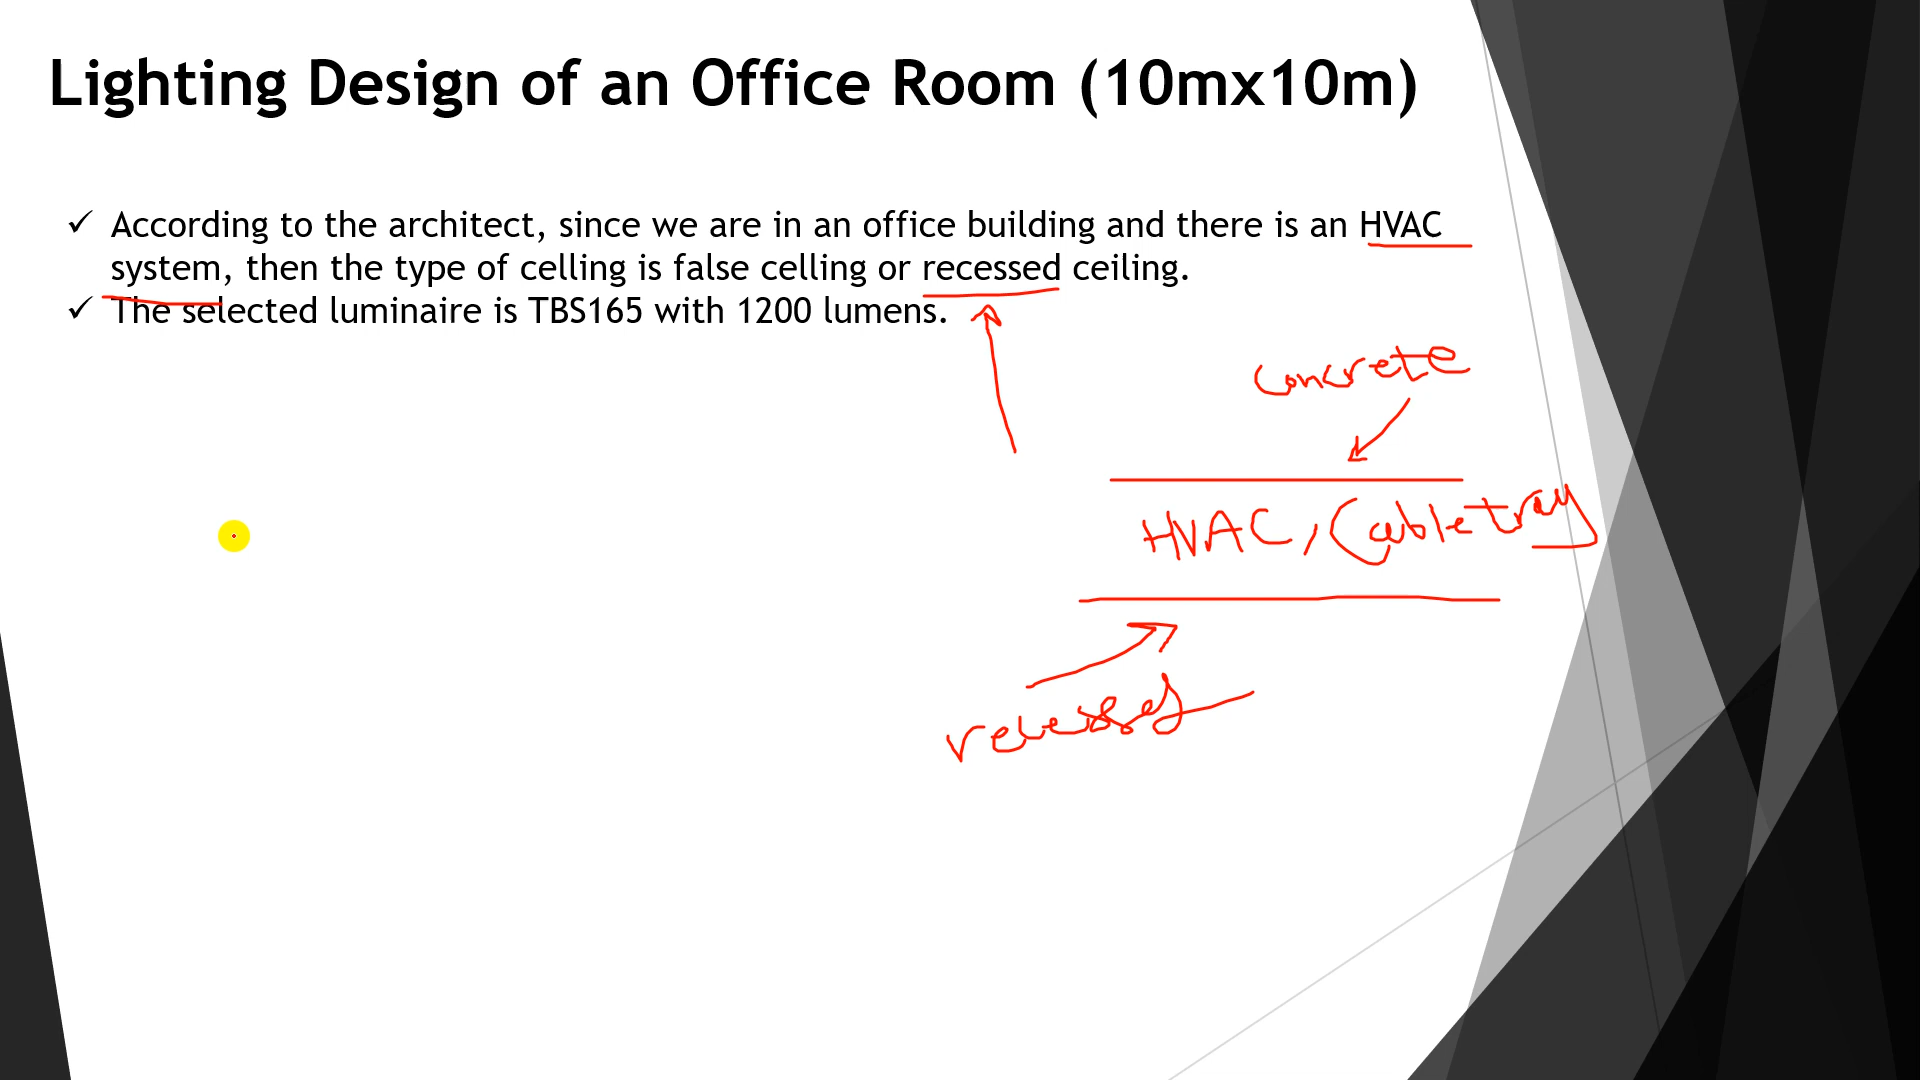 Lighting Design of an Office Room (10mx10m)
✓ According to the architect, since we are in an office building and there is an HVAC
system, then the type of celling is false celling or recessed ceiling.
✓ The selected luminaire is TBS165 with 1200 lumens.
concrete
HVAC, Cable tray